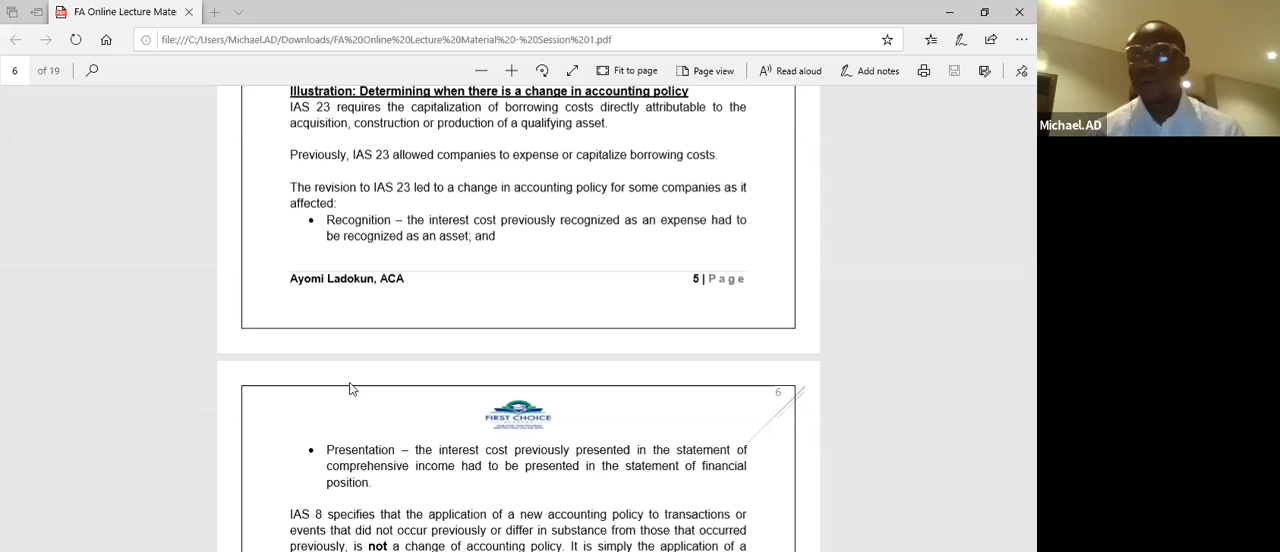 FA Online Lecture Mate
file:///C:/Users/Michael.AD/Downloads/FA%20Online%20Lecture%20Material%20-%20Session%201.pdf
6 of 19
Fit to page
Page view
Read aloud
Add notes
Illustration: Determining when there is a change in accounting policy
IAS 23 requires the capitalization of borrowing costs directly attributable to the
acquisition, construction or production of a qualifying asset.
Previously, IAS 23 allowed companies to expense or capitalize borrowing costs.
The revision to IAS 23 led to a change in accounting policy for some companies as it
affected:
• Recognition – the interest cost previously recognized as an expense had to
be recognized as an asset; and
Ayomi Ladokun, ACA 5 | Page
6
FIRST CHOICE
• Presentation – the interest cost previously presented in the statement of
comprehensive income had to be presented in the statement of financial
position.
IAS 8 specifies that the application of a new accounting policy to transactions or
events that did not occur previously or differ in substance from those that occurred
previously, is not a change of accounting policy. It is simply the application of a
Michael.AD